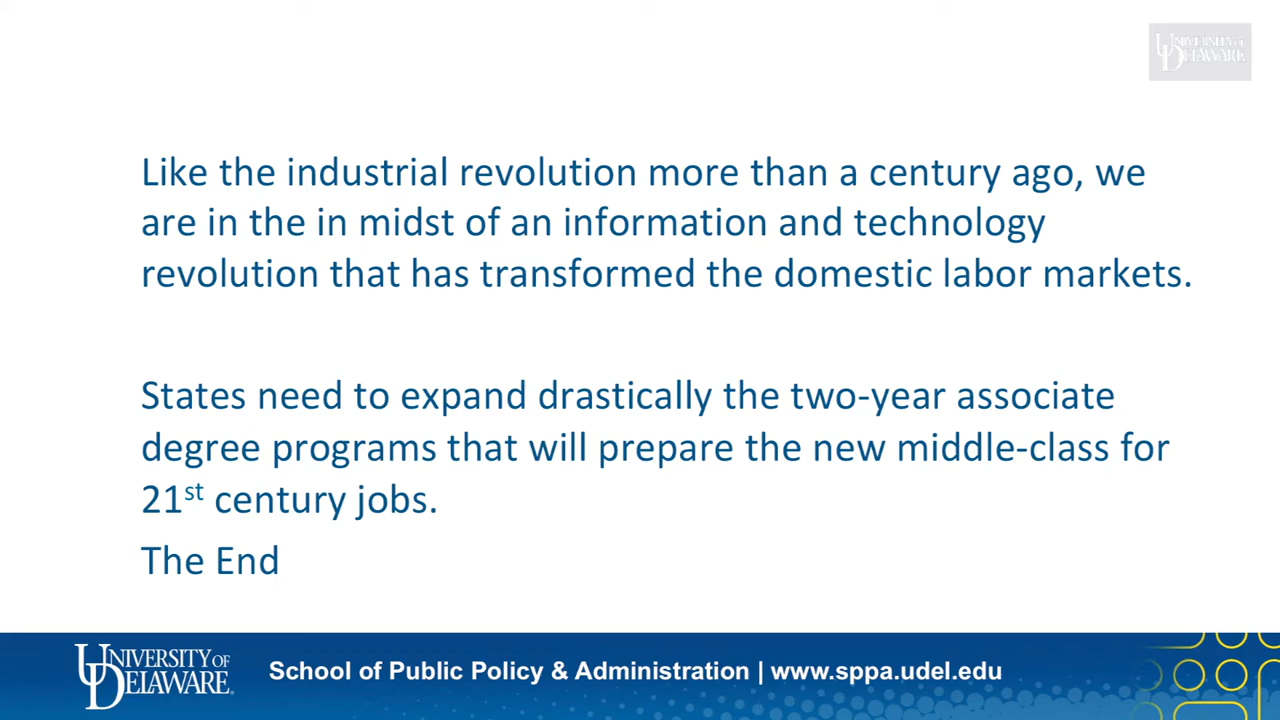 UNIVERSITY OF
DELAWARE
Like the industrial revolution more than a century ago, we
are in the in midst of an information and technology
revolution that has transformed the domestic labor markets.
States need to expand drastically the two-year associate
degree programs that will prepare the new middle-class for
21st century jobs.
The End
UNIVERSITY OF
DELAWARE
School of Public Policy & Administration | www.sppa.udel.edu